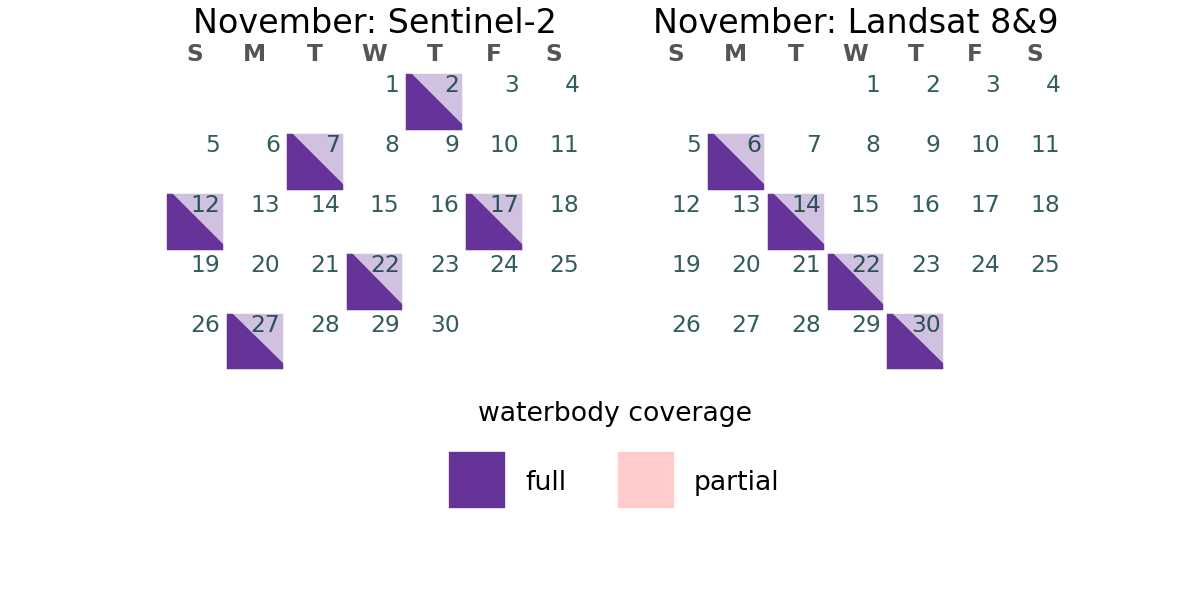 November: Sentinel-2
S M T W T F S
1 2 3 4
5 6 7 8 9 10 11
12 13 14 15 16 17 18
19 20 21 22 23 24 25
26 27 28 29 30
November: Landsat 8&9
S M T W T F S
1 2 3 4
5 6 7 8 9 10 11
12 13 14 15 16 17 18
19 20 21 22 23 24 25
26 27 28 29 30
waterbody coverage
full partial